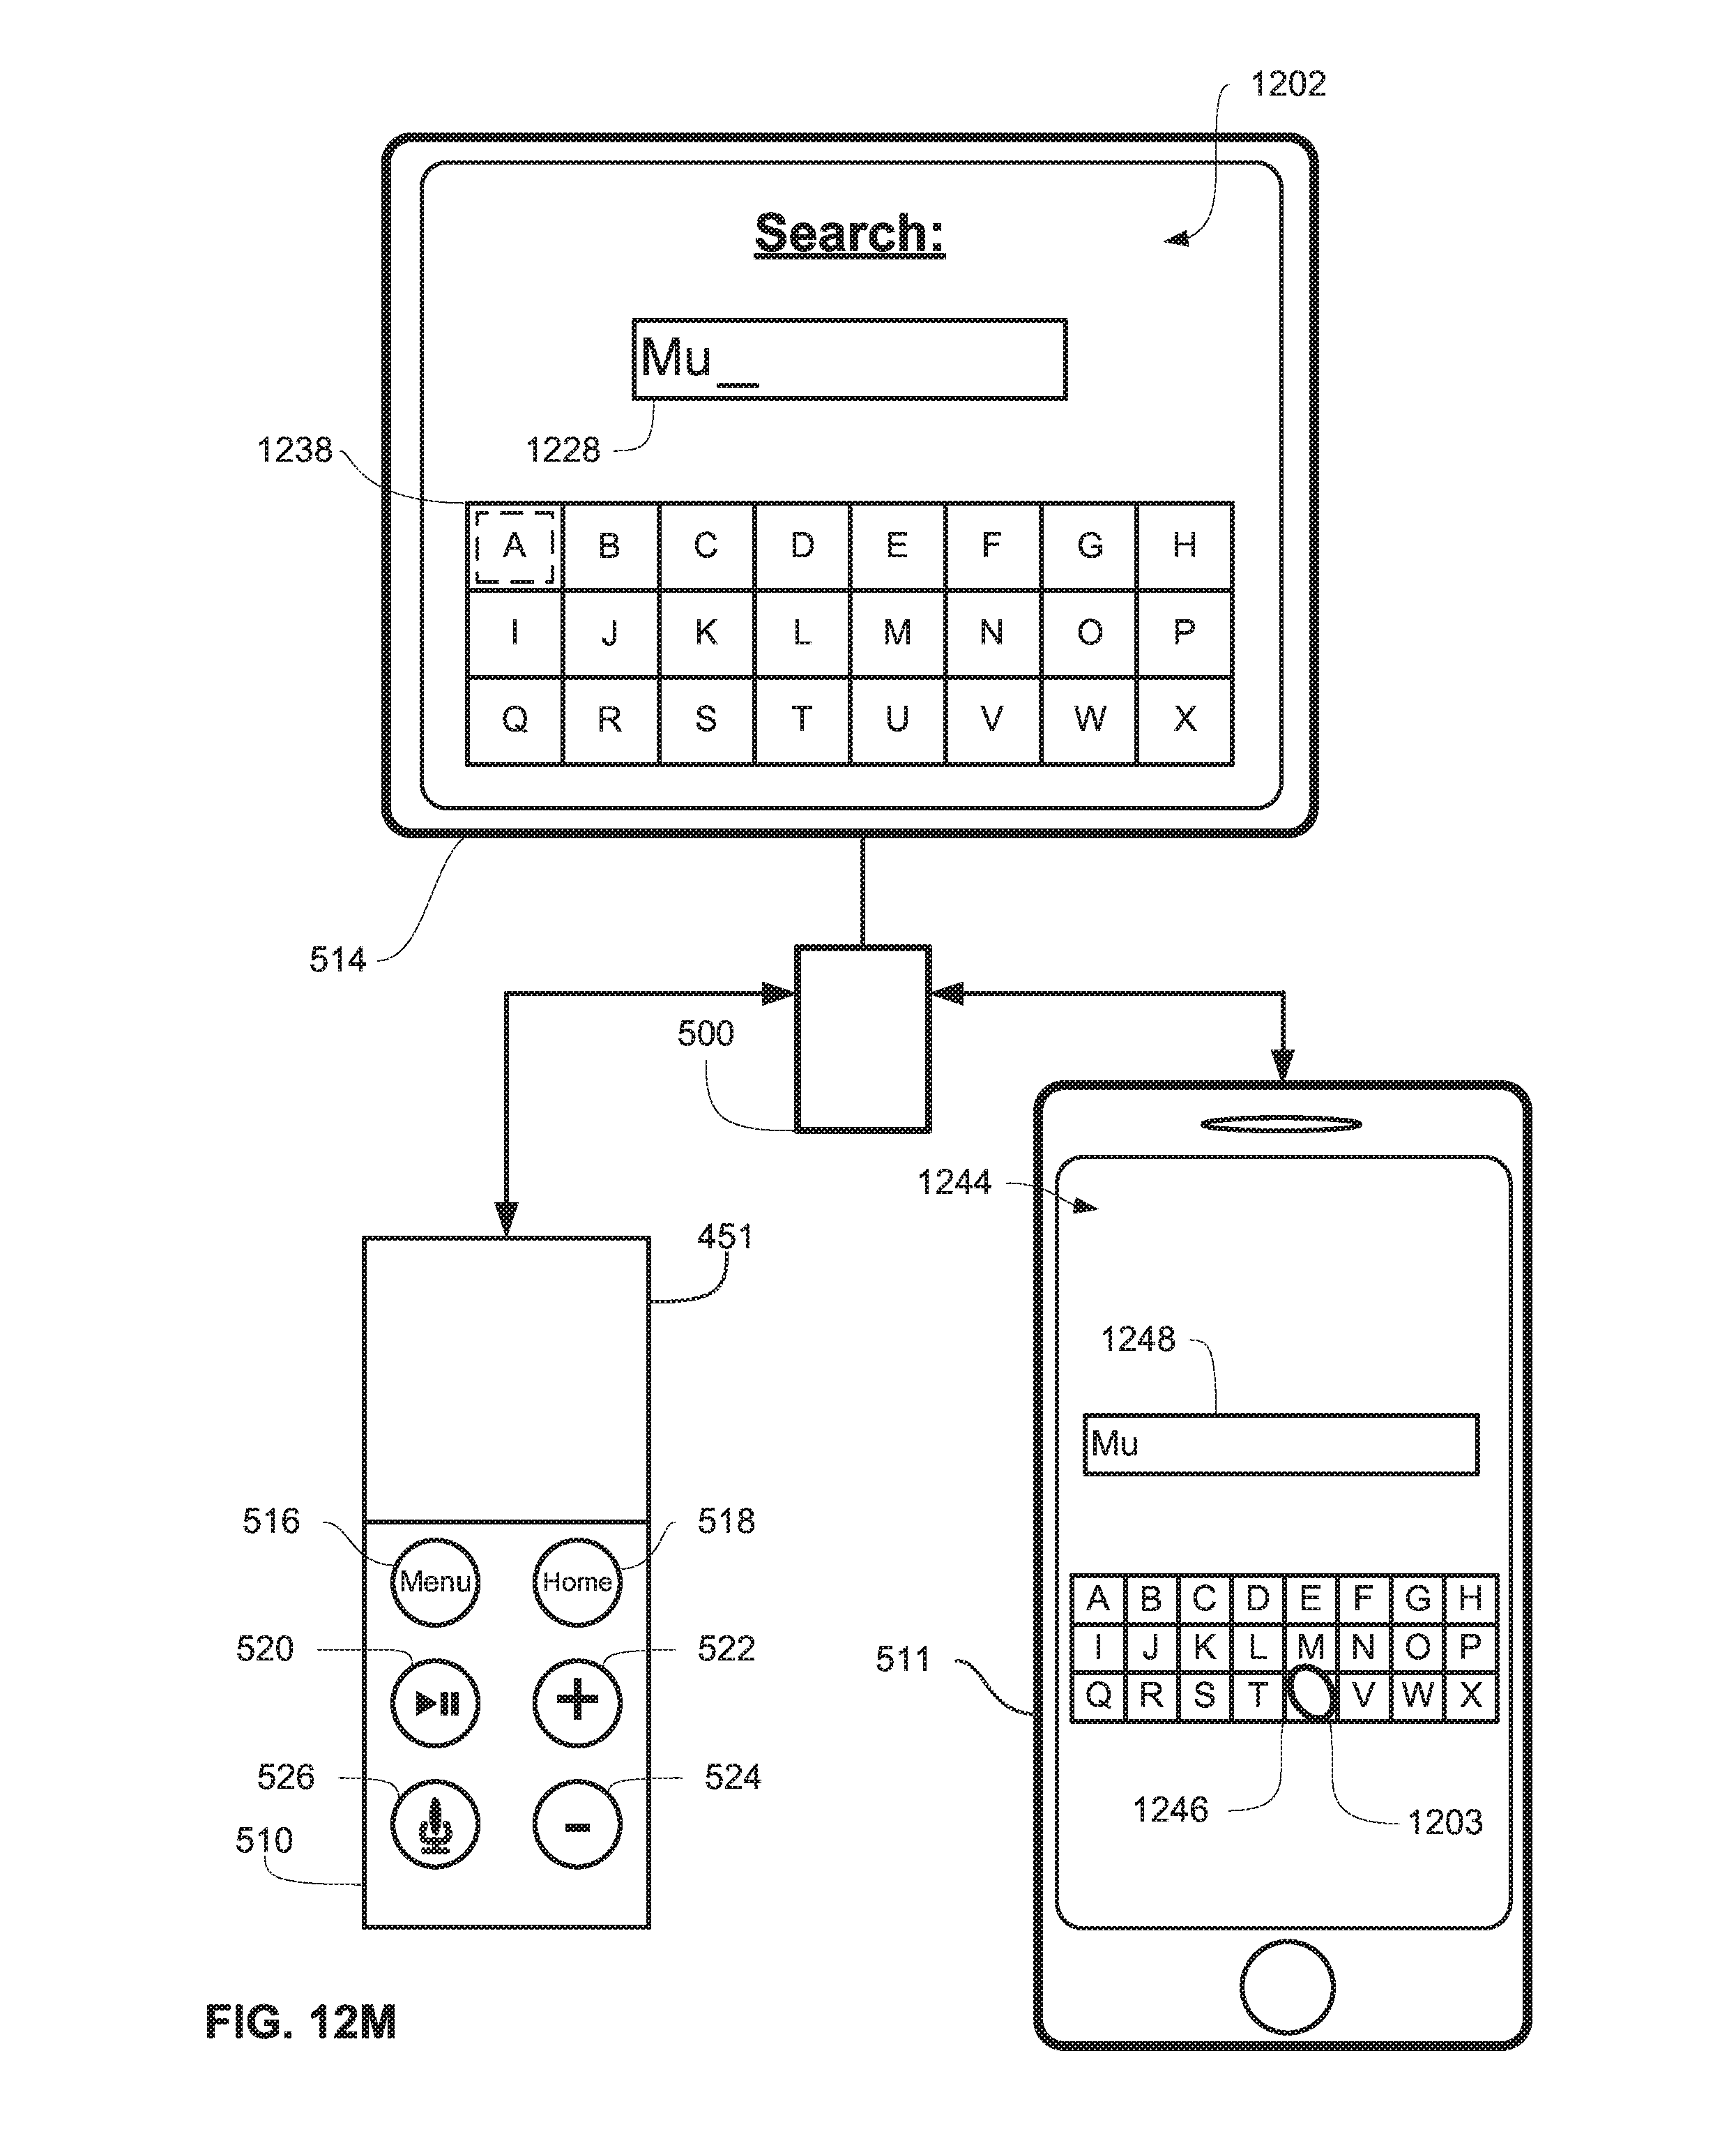 1202
Search:
Mu_
1238
1228
A B C D E F G H
I J K L M N O P
Q R S T U V W X
514
500
1244
451
1248
Mu
516
518
Menu
Home
A B C D E F G H
I J K L M N O P
Q R S T V W X
520
522
511
+
526
524
1246
1203
-
510
FIG. 12M